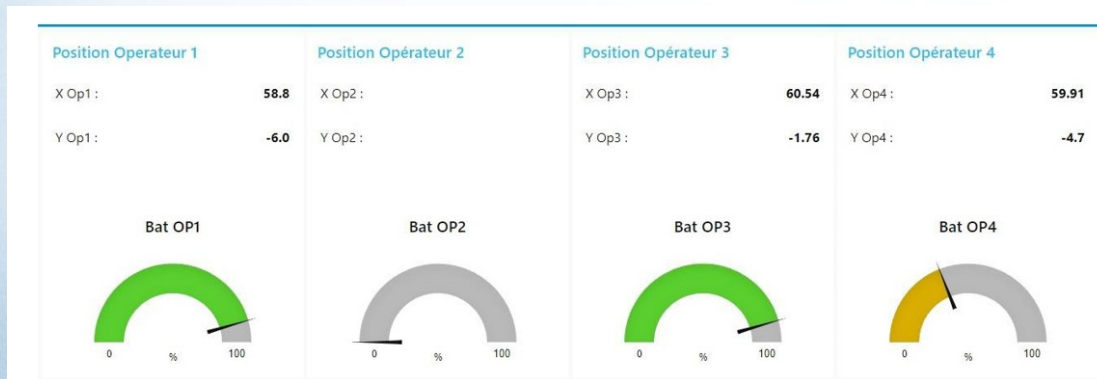 Position Operateur 1
X Op1 : 58.8
Y Op1 : -6.0
Bat OP1
0 % 100
Position Opérateur 2
X Op2 :
Y Op2 :
Bat OP2
0 % 100
Position Opérateur 3
X Op3 : 60.54
Y Op3 : -1.76
Bat OP3
0 % 100
Position Opérateur 4
X Op4 : 59.91
Y Op4 : -4.7
Bat OP4
0 % 100